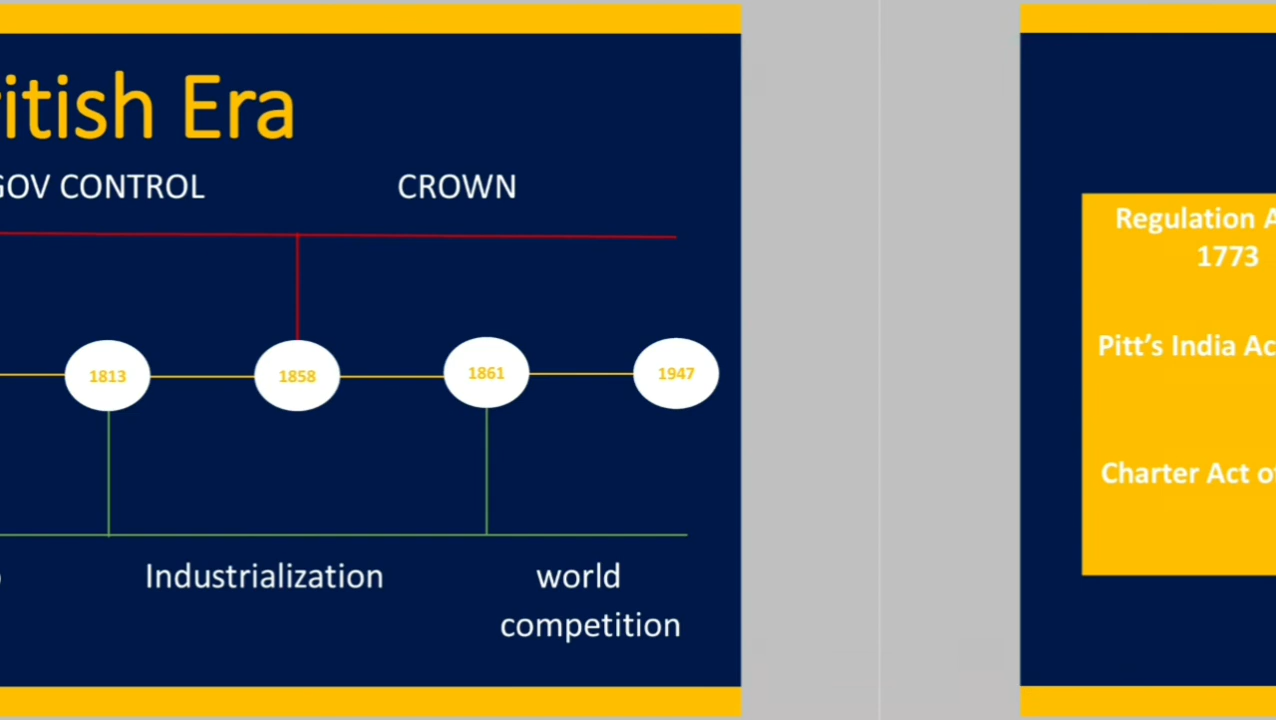 itish Era
GOV CONTROL
CROWN
1813
1858
1861
1947
Industrialization
world
competition
Regulation A
1773
Pitt's India Ac
Charter Act of